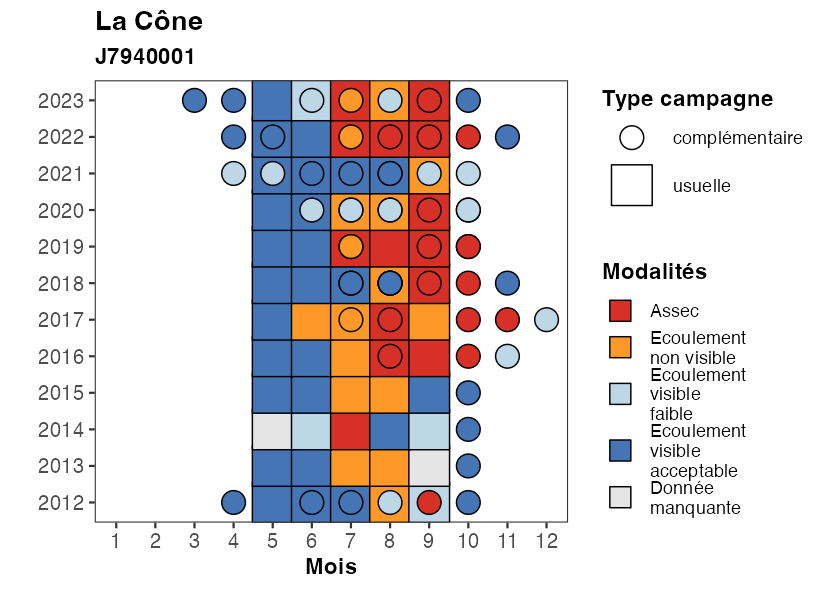 La Cône
J7940001
2023
2022
2021
2020
2019
2018
2017
2016
2015
2014
2013
2012
1 2 3 4 5 6 7 8 9 10 11 12
Mois
Type campagne
complémentaire
usuelle
Modalités
Assec
Ecoulement
non visible
Ecoulement
visible
faible
Ecoulement
visible
acceptable
Donnée
manquante